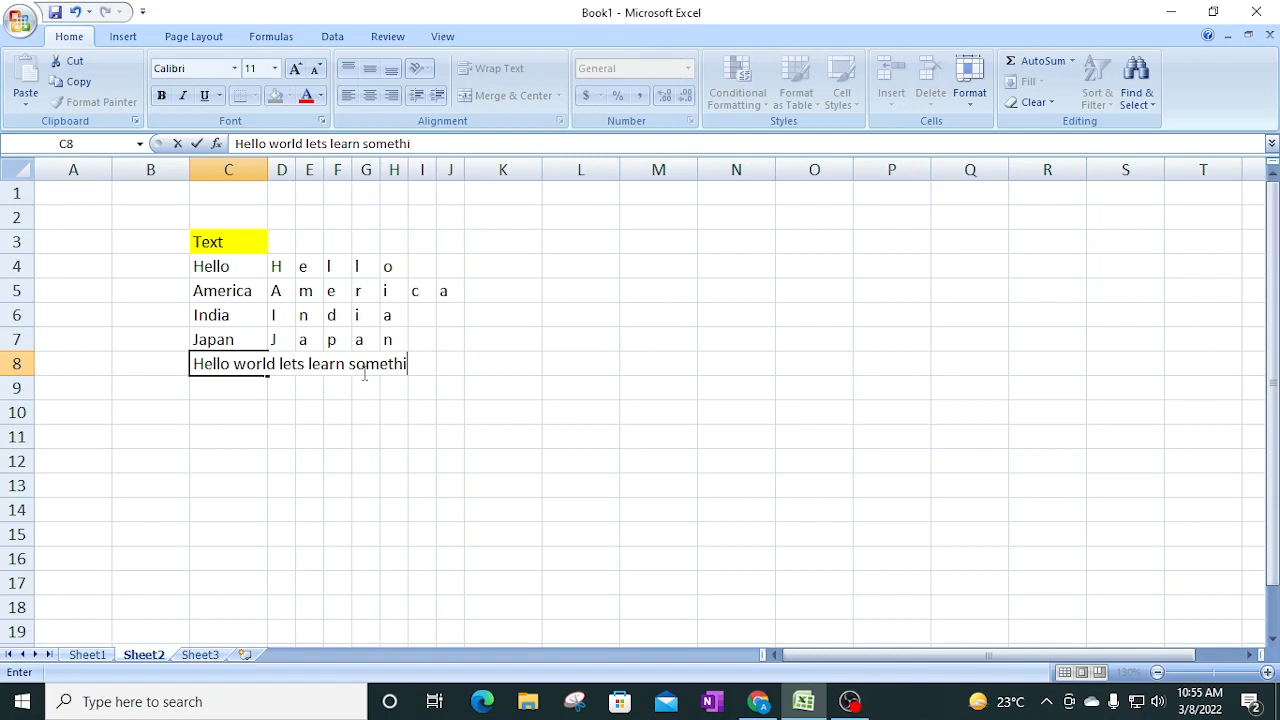 Book1 - Microsoft Excel
Home Insert Page Layout Formulas Data Review View
Paste Cut Copy Format Painter Clipboard
Calibri 11 A A B I U A Font
Wrap Text Merge & Center Alignment
General $ % , Number
Conditional Formatting Format as Table Cell Styles Styles
Insert Delete Format Cells
Σ AutoSum Fill Clear Sort & Filter Find & Select Editing
C8 fx Hello world lets learn somethi
A B C D E F G H I J K L M N O P Q R S T
1
2
3 Text
4 Hello H e l l o
5 America A m e r i c a
6 India I n d i a
7 Japan J a p a n
8 Hello world lets learn somethi
9
10
11
12
13
14
15
16
17
18
19
Sheet1 Sheet2 Sheet3
Enter 130%
Type here to search 23°C 10:55 AM
3/8/2022 2